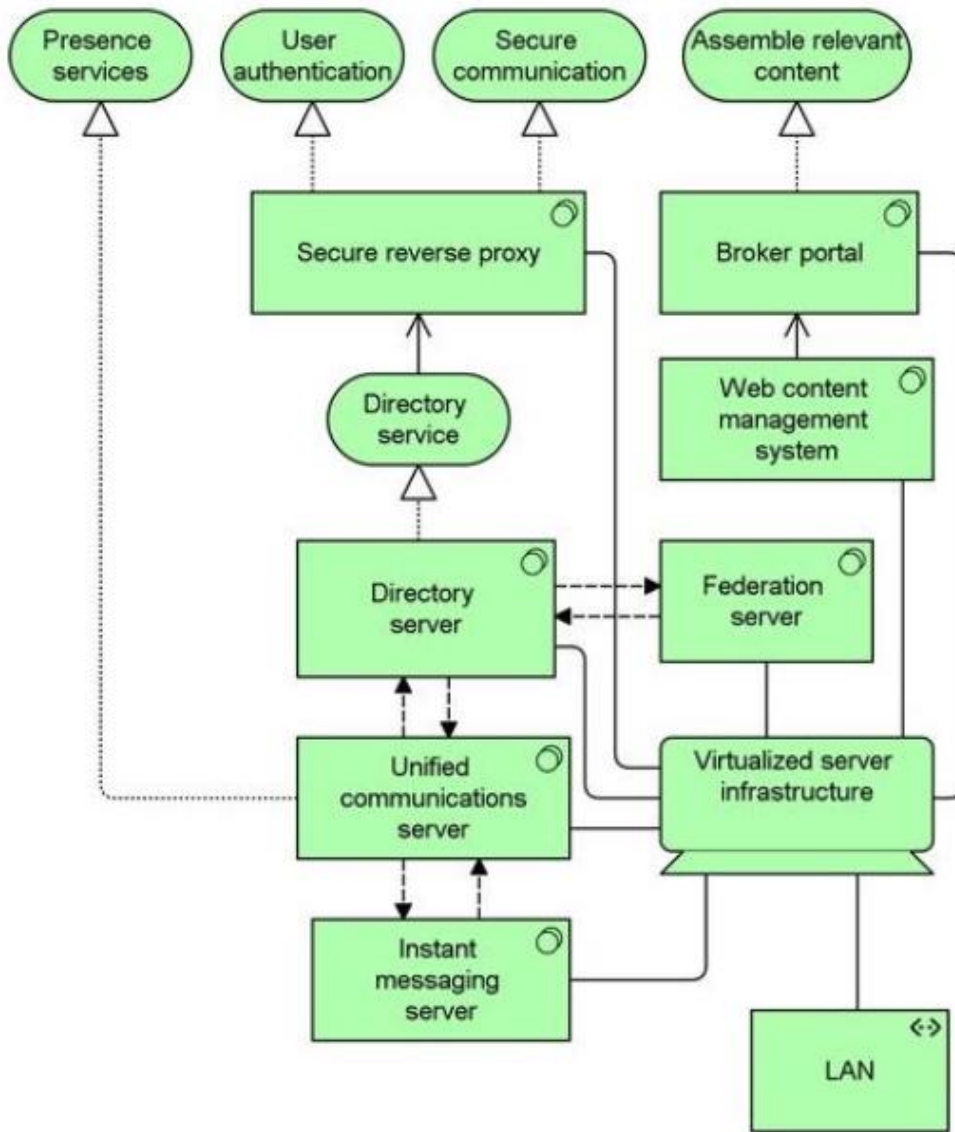 Presence
services
User
authentication
Secure
communication
Assemble relevant
content
Secure reverse proxy
Broker portal
Directory
service
Web content
management
system
Directory
server
Federation
server
Unified
communications
server
Virtualized server
infrastructure
Instant
messaging
server
LAN